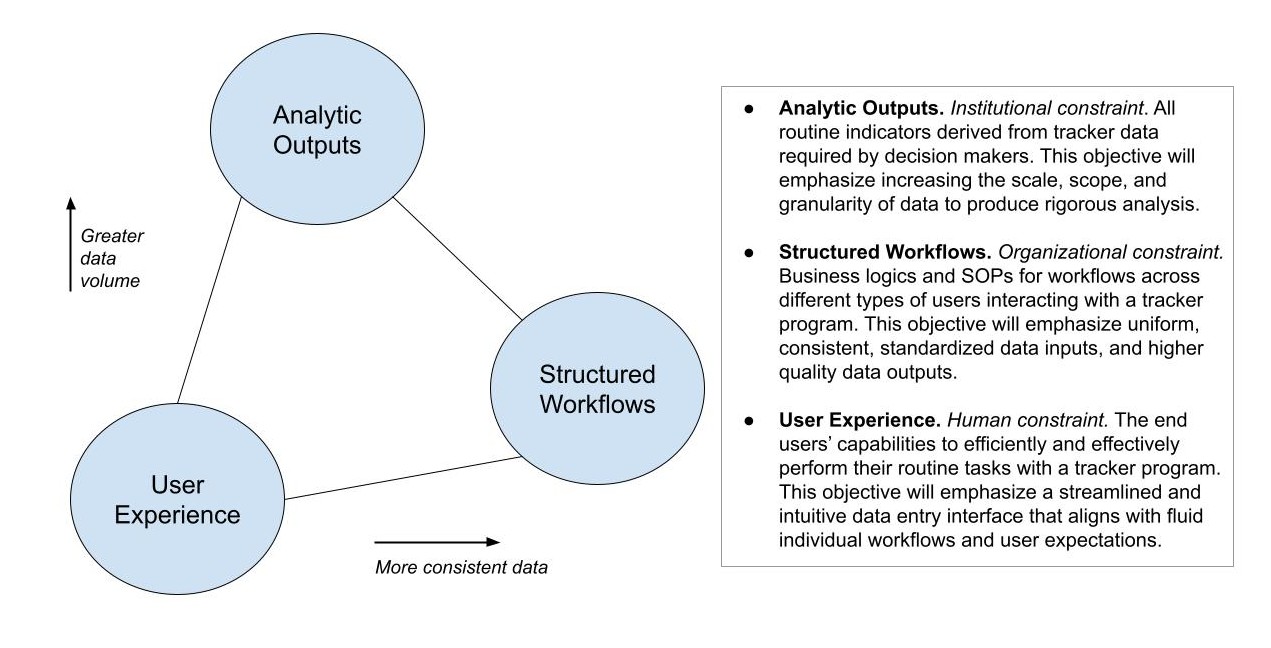 Analytic
Outputs
Greater
data
volume
Structured
Workflows
User
Experience
More consistent data
● Analytic Outputs. Institutional constraint. All
routine indicators derived from tracker data
required by decision makers. This objective will
emphasize increasing the scale, scope, and
granularity of data to produce rigorous analysis.
● Structured Workflows. Organizational constraint.
Business logics and SOPs for workflows across
different types of users interacting with a tracker
program. This objective will emphasize uniform,
consistent, standardized data inputs, and higher
quality data outputs.
● User Experience. Human constraint. The end
users’ capabilities to efficiently and effectively
perform their routine tasks with a tracker program.
This objective will emphasize a streamlined and
intuitive data entry interface that aligns with fluid
individual workflows and user expectations.